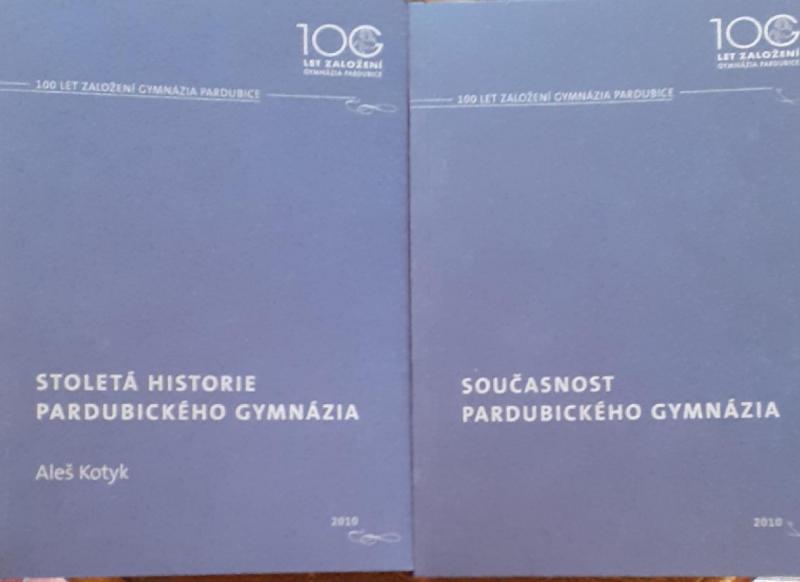 100
LET ZALOŽENÍ
GYMNÁZIA PARDUBICE
100 LET ZALOŽENÍ GYMNÁZIA PARDUBICE
STOLETÁ HISTORIE
PARDUBICKÉHO GYMNÁZIA
Aleš Kotyk
2010
100
LET ZALOŽENÍ
GYMNÁZIA PARDUBICE
100 LET ZALOŽENÍ GYMNÁZIA PARDUBICE
SOUČASNOST
PARDUBICKÉHO GYMNÁZIA
2010